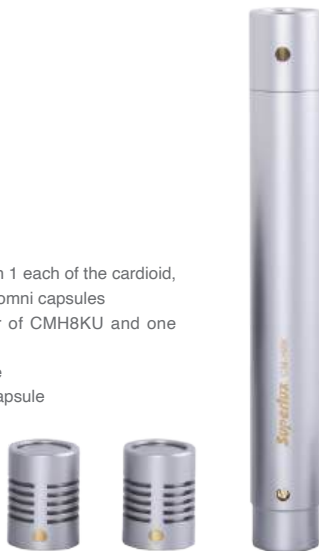 1 each of the cardioid,
omni capsules
of CMH8KU and one
apsule
Superlux